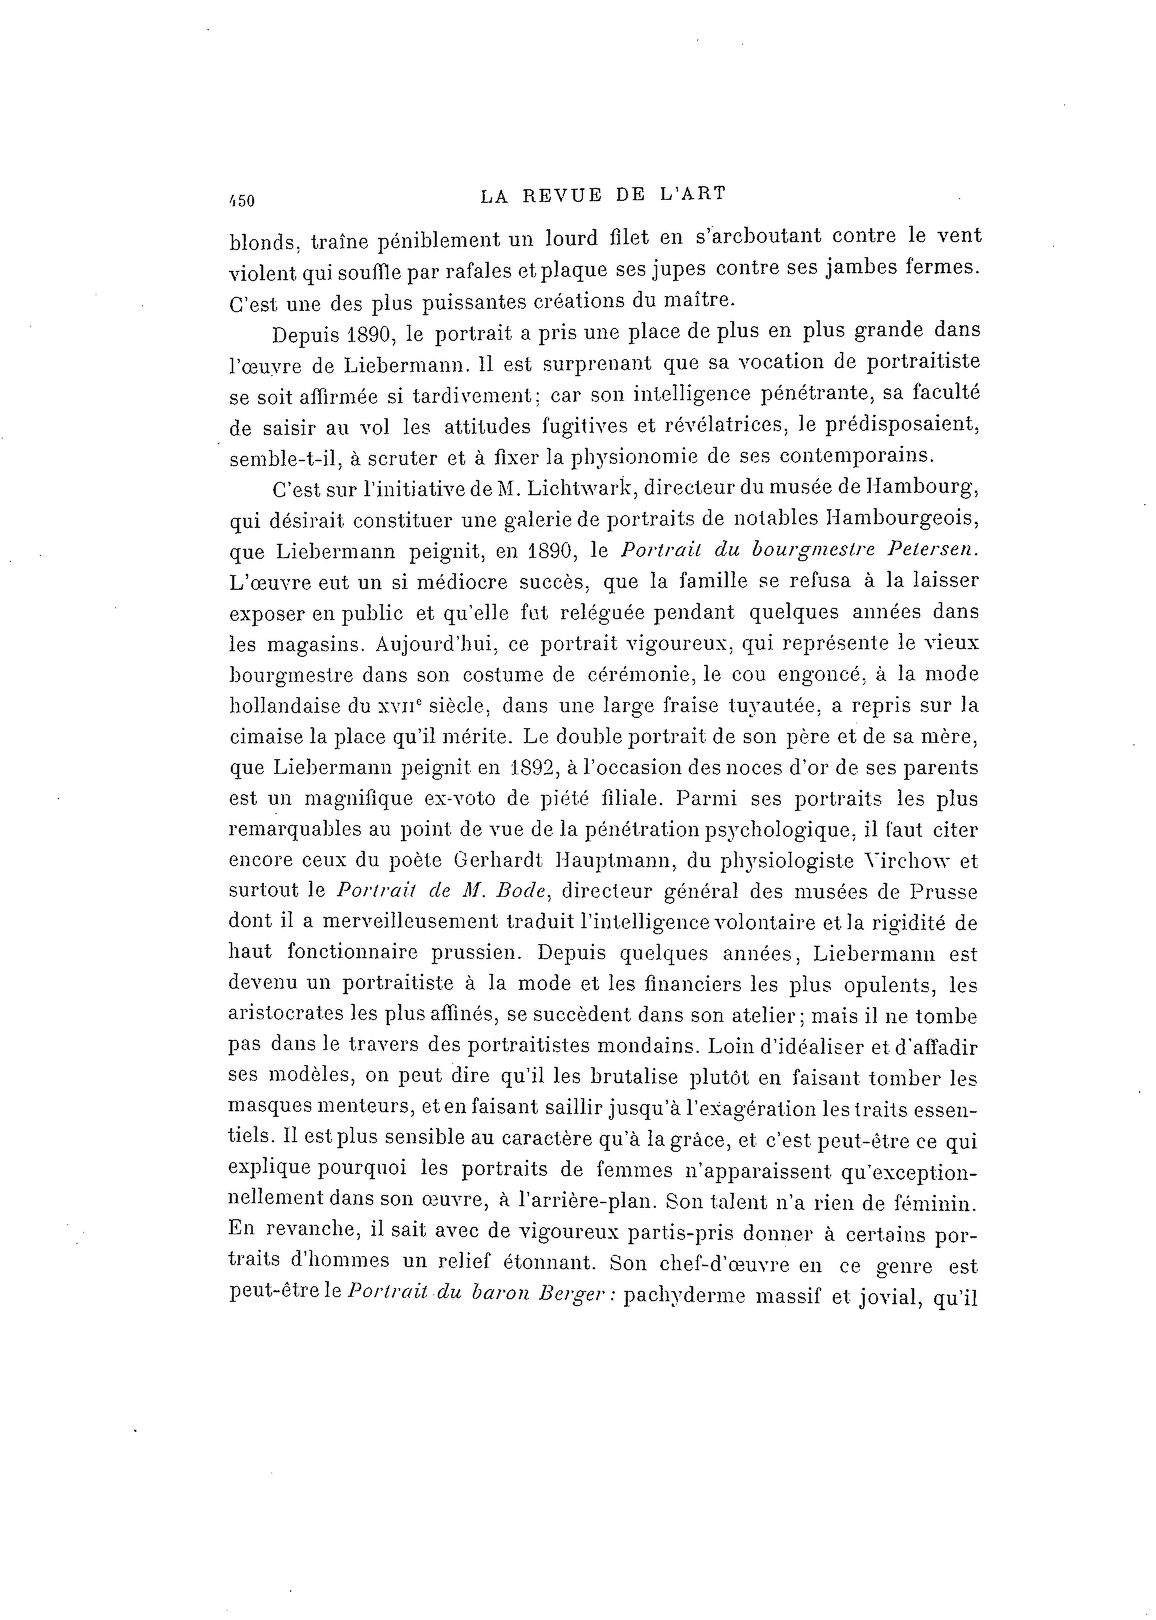 450 LA REVUE DE L'ART
blonds, traîne péniblement un lourd filet en s'arcboutant contre le vent
violent qui souffle par rafales et plaque ses jupes contre ses jambes fermes.
C'est une des plus puissantes créations du maître.
Depuis 1890, le portrait a pris une place de plus en plus grande dans
l'œuvre de Liebermann. Il est surprenant que sa vocation de portraitiste
se soit affirmée si tardivement; car son intelligence pénétrante, sa faculté
de saisir au vol les attitudes fugitives et révélatrices, le prédisposaient,
semble-t-il, à scruter et à fixer la physionomie de ses contemporains.
C'est sur l'initiative de M. Lichtwark, directeur du musée de Hambourg,
qui désirait constituer une galerie de portraits de notables Hambourgeois,
que Liebermann peignit, en 1890, le Portrait du bourgmestre Petersen.
L'œuvre eut un si médiocre succès, que la famille se refusa à la laisser
exposer en public et qu'elle fut reléguée pendant quelques années dans
les magasins. Aujourd'hui, ce portrait vigoureux, qui représente le vieux
bourgmestre dans son costume de cérémonie, le cou engoncé, à la mode
hollandaise du XVIIe siècle, dans une large fraise tuyautée, a repris sur la
cimaise la place qu'il mérite. Le double portrait de son père et de sa mère,
que Liebermann peignit en 1892, à l'occasion des noces d'or de ses parents
est un magnifique ex-voto de piété filiale. Parmi ses portraits les plus
remarquables au point de vue de la pénétration psychologique, il faut citer
encore ceux du poète Gerhardt Hauptmann, du physiologiste Virchow et
surtout le Portrait de M. Bode, directeur général des musées de Prusse
dont il a merveilleusement traduit l'intelligence volontaire et la rigidité de
haut fonctionnaire prussien. Depuis quelques années, Liebermann est
devenu un portraitiste à la mode et les financiers les plus opulents, les
aristocrates les plus affinés, se succèdent dans son atelier; mais il ne tombe
pas dans le travers des portraitistes mondains. Loin d'idéaliser et d'affadir
ses modèles, on peut dire qu'il les brutalise plutôt en faisant tomber les
masques menteurs, et en faisant saillir jusqu'à l'exagération les traits essen-
tiels. Il est plus sensible au caractère qu'à la grâce, et c'est peut-être ce qui
explique pourquoi les portraits de femmes n'apparaissent qu'exception-
nellement dans son œuvre, à l'arrière-plan. Son talent n'a rien de féminin.
En revanche, il sait avec de vigoureux partis-pris donner à certains por-
traits d'hommes un relief étonnant. Son chef-d'œuvre en ce genre est
peut-être le Portrait du baron Berger : pachyderme massif et jovial, qu'il